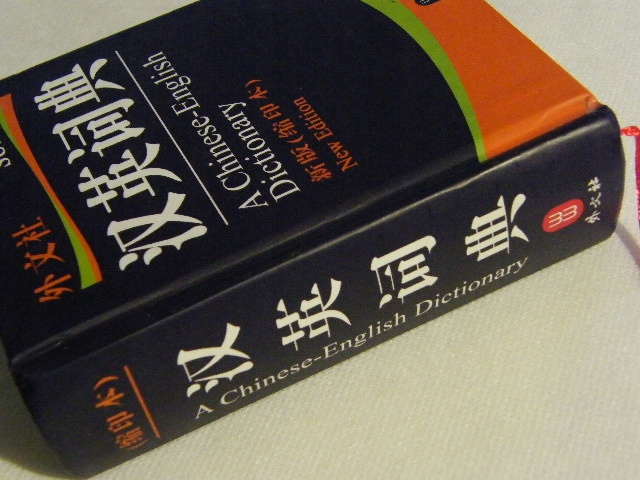 外文社
汉英词典
A Chinese-English
Dictionary
新版(缩印本)
New Edition
汉英词典
A Chinese-English Dictionary
(缩印本)
外文社